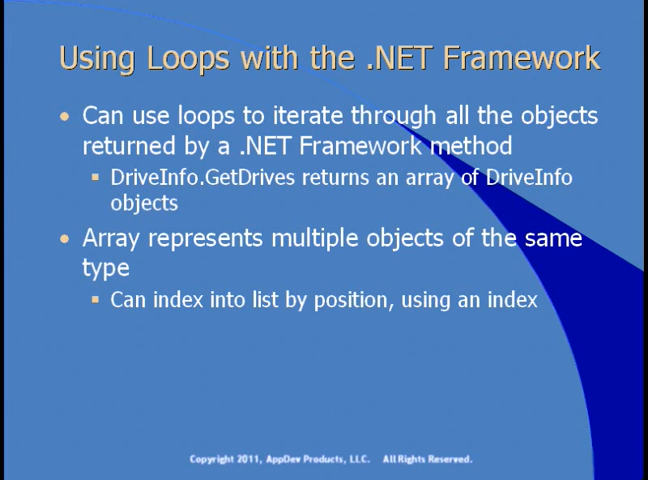 Using Loops with the .NET Framework
• Can use loops to iterate through all the objects
returned by a .NET Framework method
▪ DriveInfo.GetDrives returns an array of DriveInfo
objects
• Array represents multiple objects of the same
type
▪ Can index into list by position, using an index
Copyright 2011, AppDev Products, LLC. All Rights Reserved.